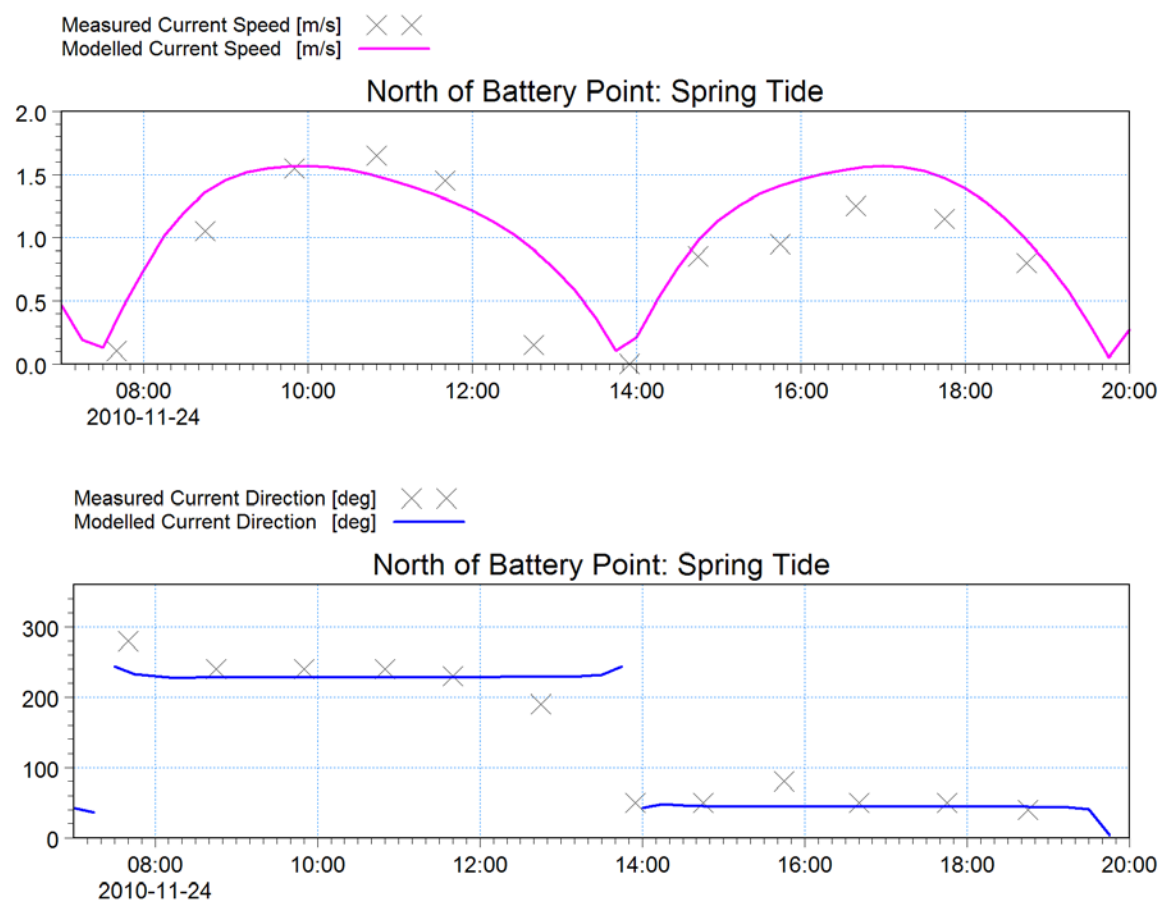 Measured Current Speed [m/s]
Modelled Current Speed [m/s]
North of Battery Point: Spring Tide
2.0
1.5
1.0
0.5
0.0
08:00 10:00 12:00 14:00 16:00 18:00 20:00
2010-11-24
Measured Current Direction [deg]
Modelled Current Direction [deg]
North of Battery Point: Spring Tide
300
200
100
0
08:00 10:00 12:00 14:00 16:00 18:00 20:00
2010-11-24